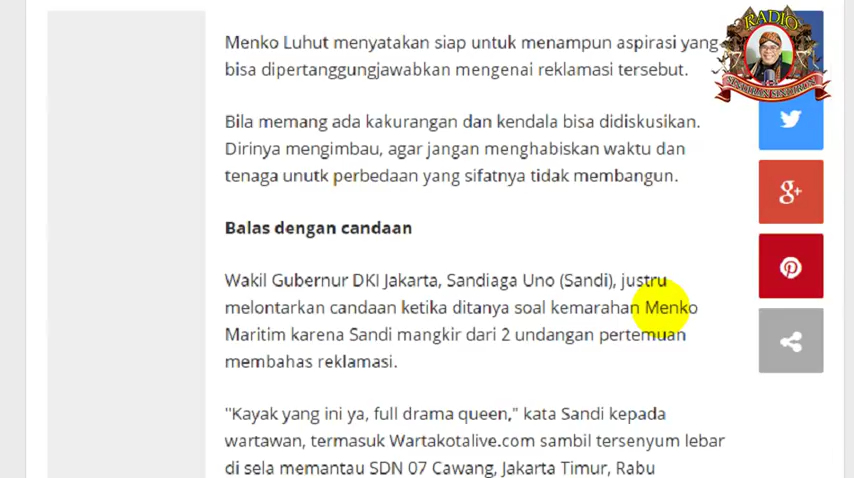 Menko Luhut menyatakan siap untuk menampun aspirasi yang
bisa dipertanggungjawabkan mengenai reklamasi tersebut.
Bila memang ada kakurangan dan kendala bisa didiskusikan.
Dirinya mengimbau, agar jangan menghabiskan waktu dan
tenaga unutk perbedaan yang sifatnya tidak membangun.
Balas dengan candaan
Wakil Gubernur DKI Jakarta, Sandiaga Uno (Sandi), justru
melontarkan candaan ketika ditanya soal kemarahan Menko
Maritim karena Sandi mangkir dari 2 undangan pertemuan
membahas reklamasi.
"Kayak yang ini ya, full drama queen," kata Sandi kepada
wartawan, termasuk Wartakotalive.com sambil tersenyum lebar
di sela memantau SDN 07 Cawang, Jakarta Timur, Rabu
RADIO
g+